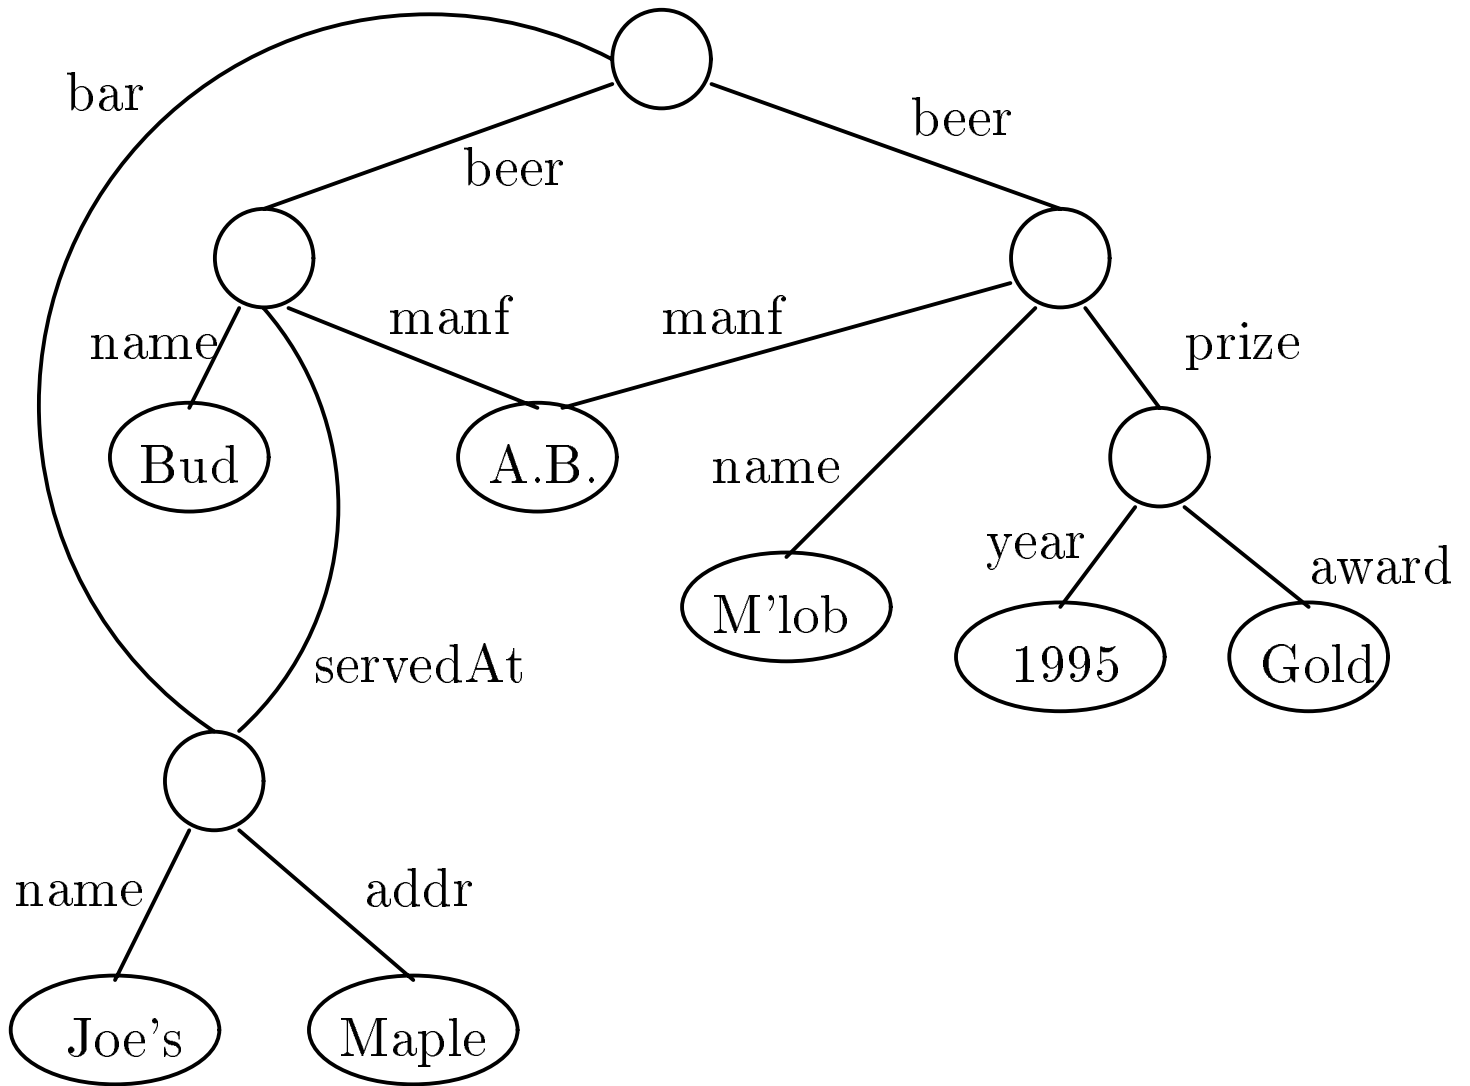 bar
beer
beer
manf
manf
name
prize
Bud
A.B.
name
year
award
M'lob
servedAt
1995
Gold
name
addr
Joe's
Maple